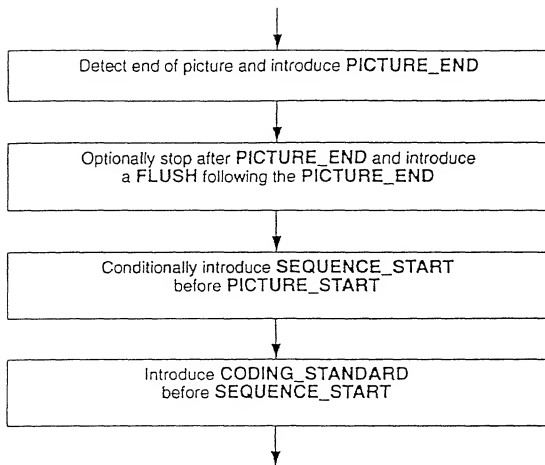 Detect end of picture and introduce PICTURE_END
Optionally stop after PICTURE_END and introduce
a FLUSH following the PICTURE_END
Conditionally introduce SEQUENCE_START
before PICTURE_START
Introduce CODING_STANDARD
before SEQUENCE_START